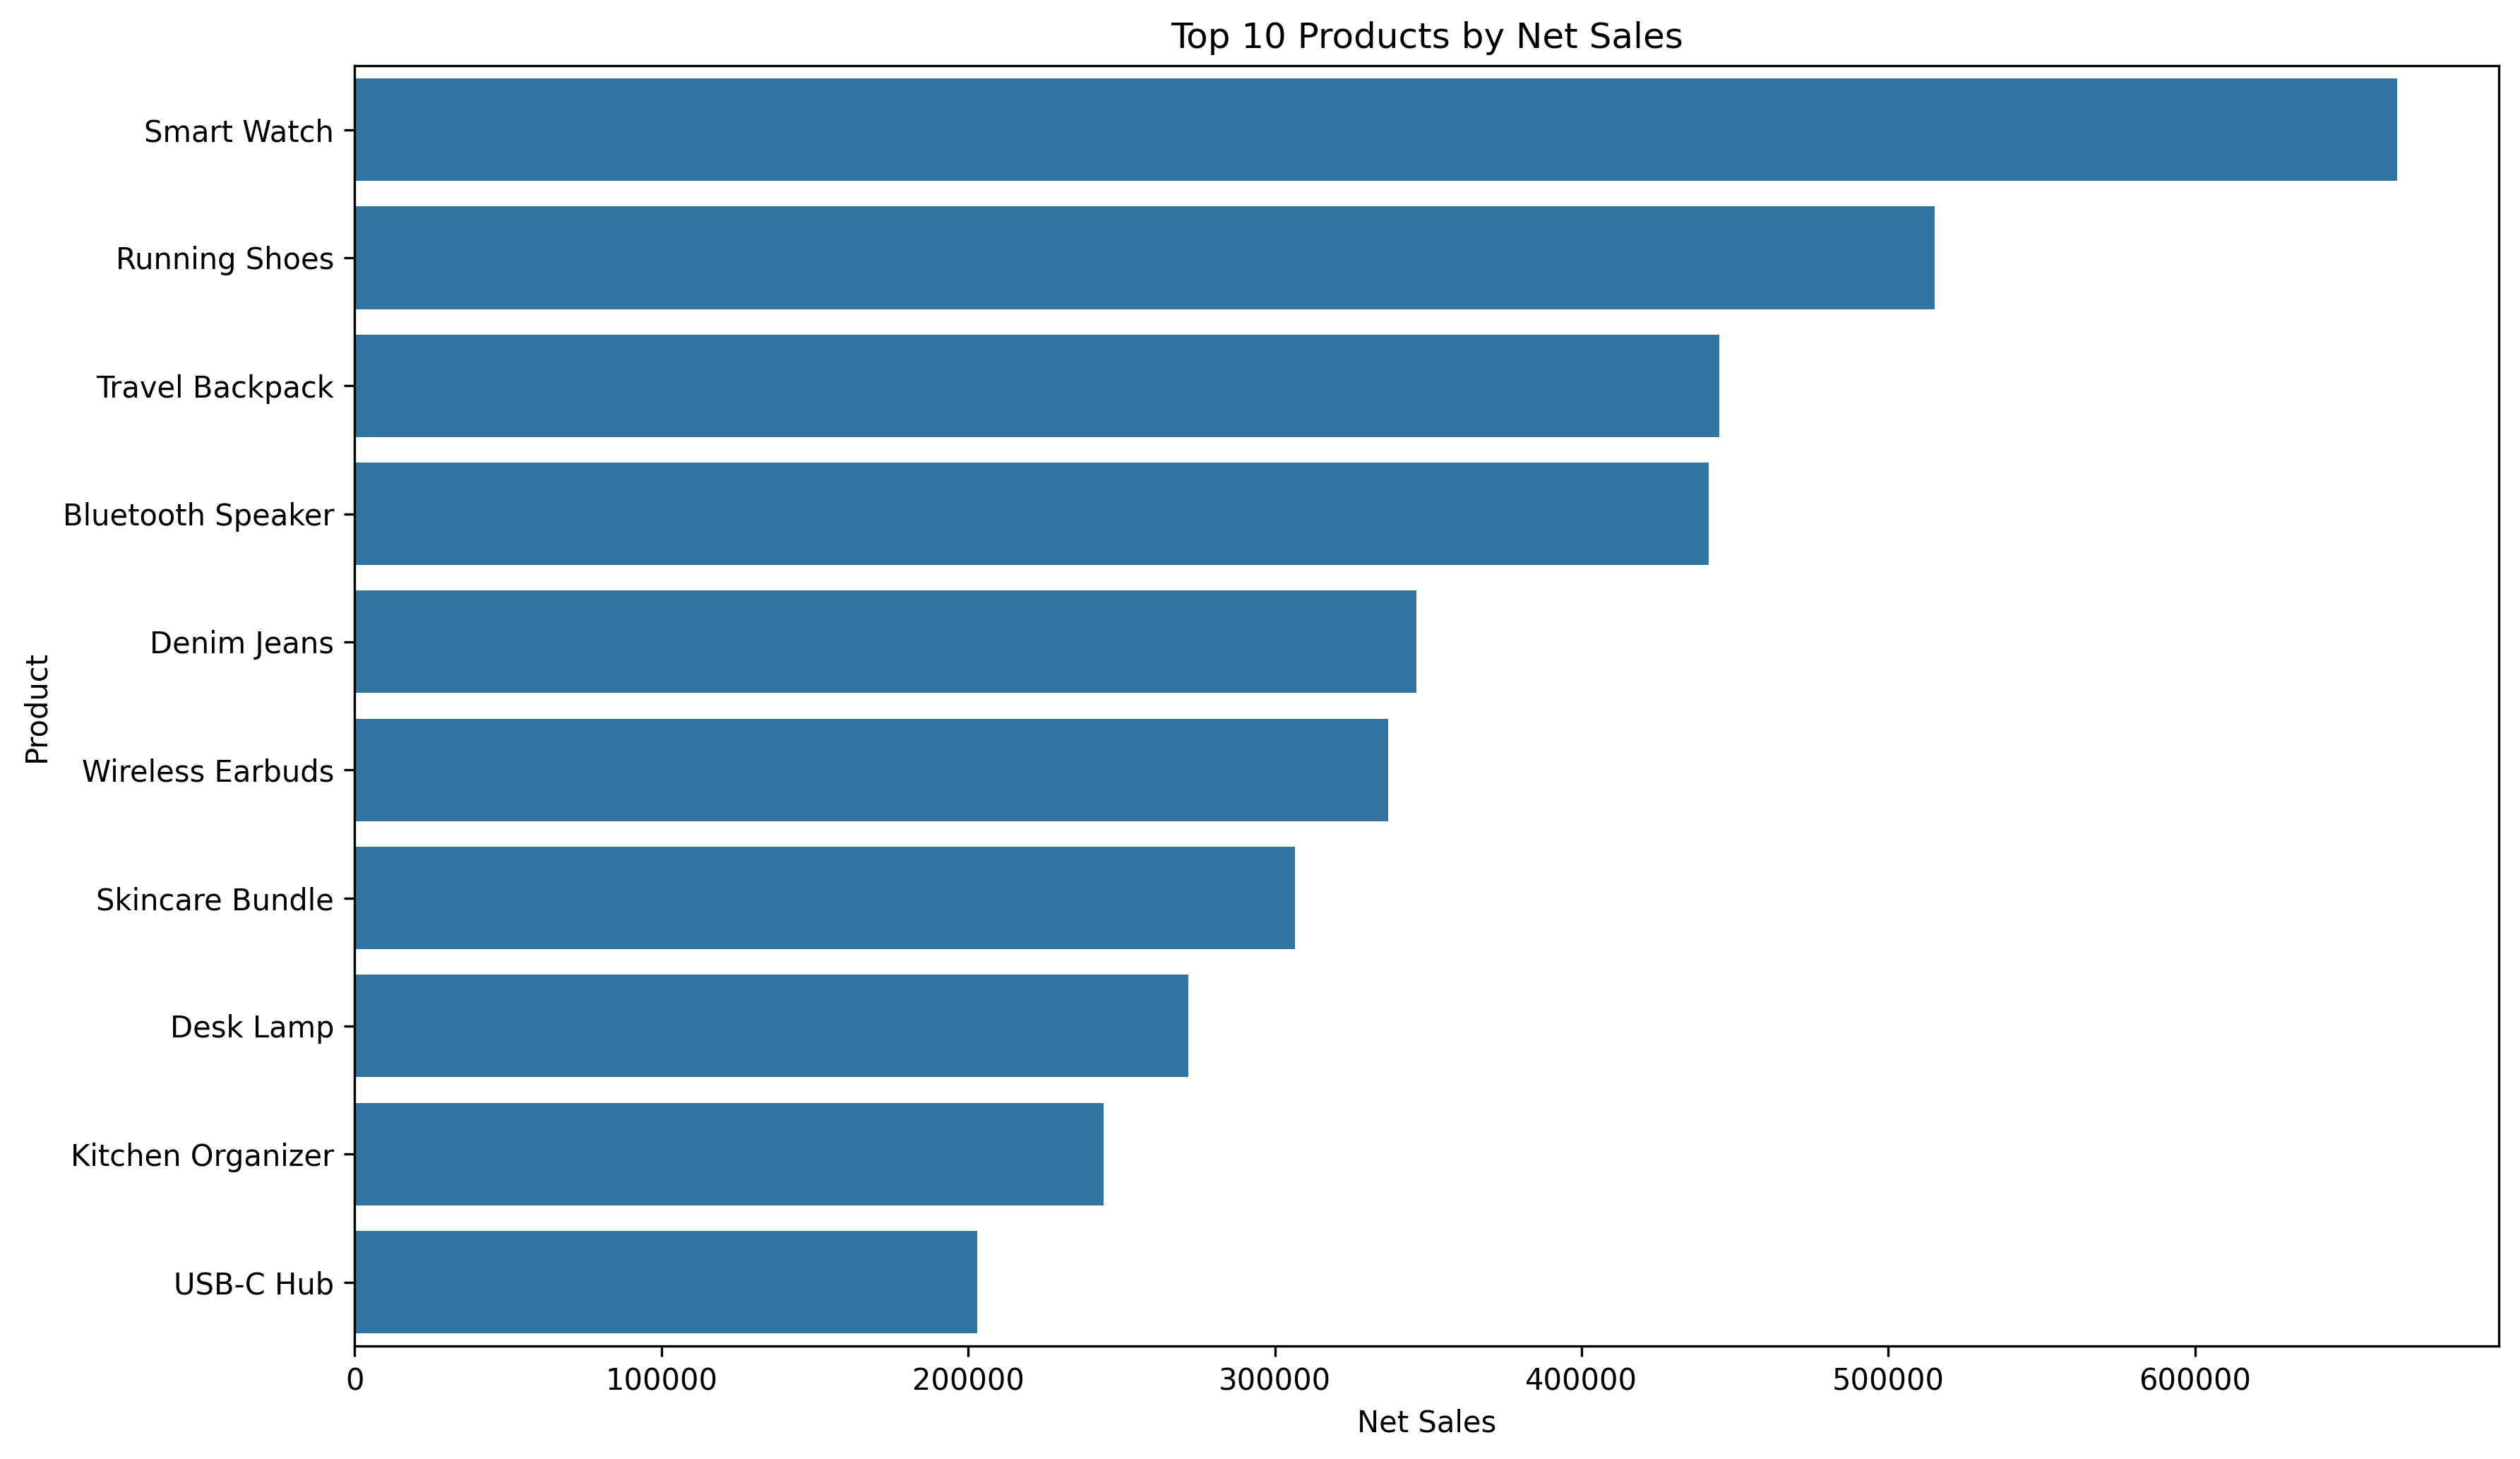 Top 10 Products by Net Sales
Product
Smart Watch
Running Shoes
Travel Backpack
Bluetooth Speaker
Denim Jeans
Wireless Earbuds
Skincare Bundle
Desk Lamp
Kitchen Organizer
USB-C Hub
0 100000 200000 300000 400000 500000 600000
Net Sales